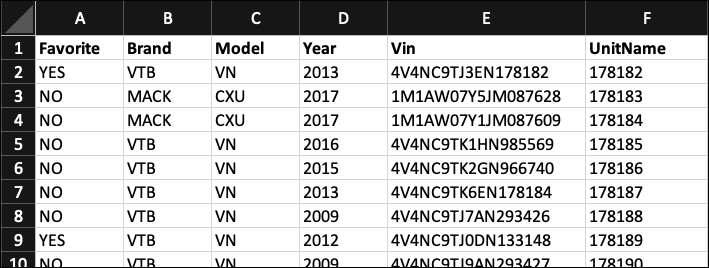 A B C D E F
1 Favorite Brand Model Year Vin UnitName
2 YES VTB VN 2013 4V4NC9TJ3EN178182 178182
3 NO MACK CXU 2017 1M1AW07Y5JM087628 178183
4 NO MACK CXU 2017 1M1AW07Y1JM087609 178184
5 NO VTB VN 2016 4V4NC9TK1HN985569 178185
6 NO VTB VN 2015 4V4NC9TK2GN966740 178186
7 NO VTB VN 2013 4V4NC9TK6EN178184 178187
8 NO VTB VN 2009 4V4NC9TJ7AN293426 178188
9 YES VTB VN 2012 4V4NC9TJ0DN133148 178189
10 NO VTB VN 2009 4V4NC9TJ9AN293427 178190